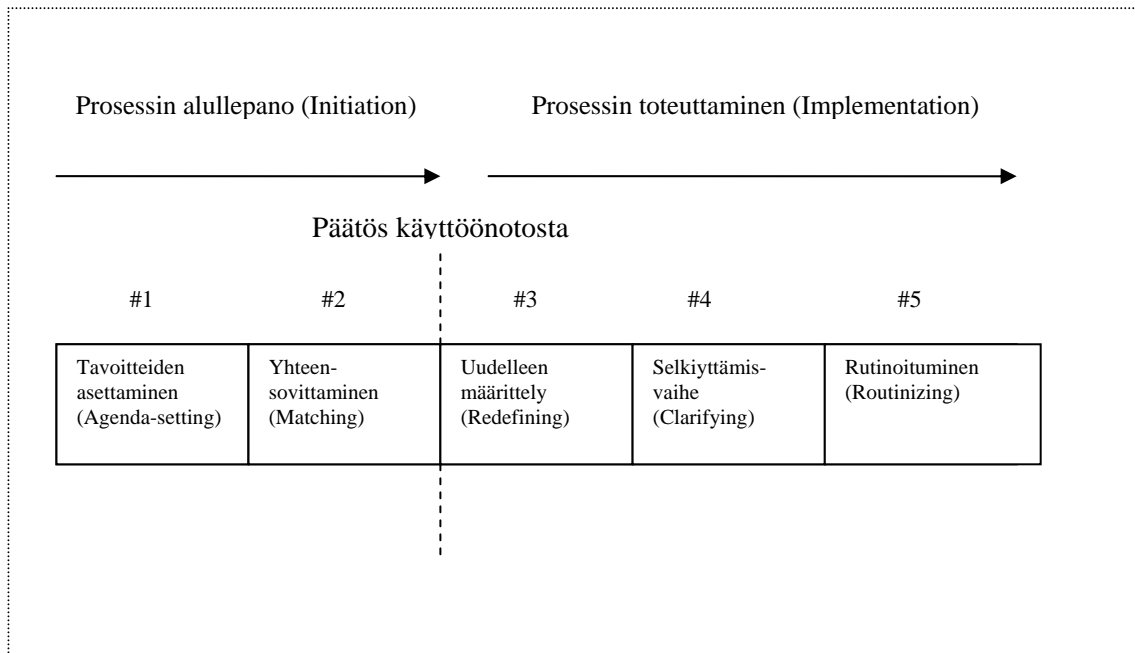 Prosessin alullepano (Initiation)
Prosessin toteuttaminen (Implementation)
Päätös käyttöönotosta
#1
#2
#3
#4
#5
Tavoitteiden
asettaminen
(Agenda-setting)
Yhteen-
sovittaminen
(Matching)
Uudelleen
määrittely
(Redefining)
Selkiyttämis-
vaihe
(Clarifying)
Rutinoituminen
(Routinizing)